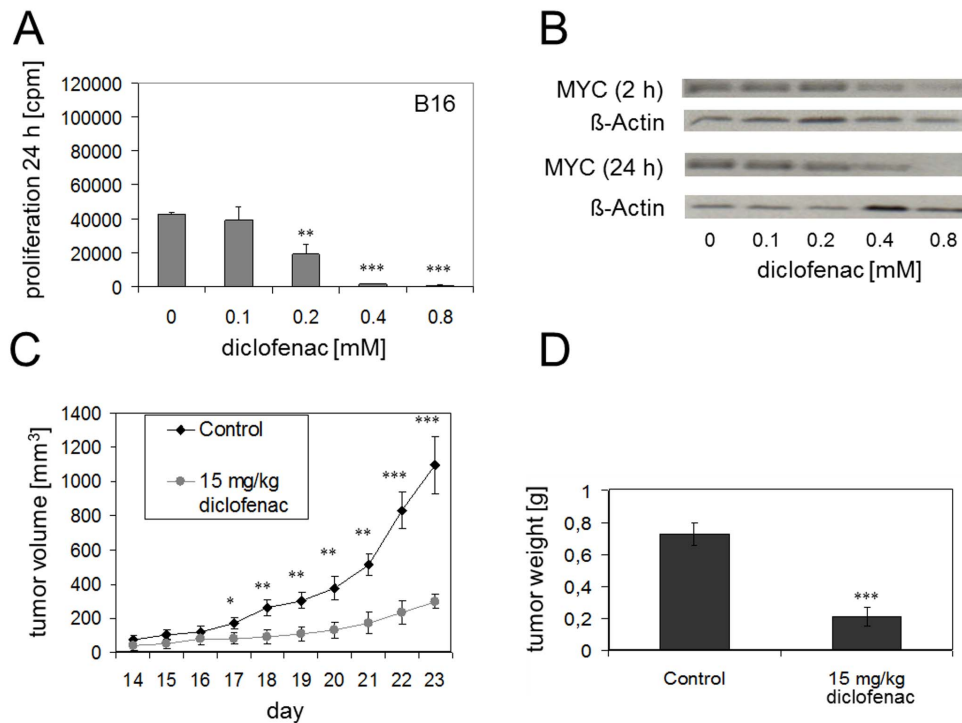 A
proliferation 24 h [cpm]
120000
100000
80000
60000
40000
20000
0
B16
**
***
***
0 0.1 0.2 0.4 0.8
diclofenac [mM]
B
MYC (2 h)
ß-Actin
MYC (24 h)
ß-Actin
0 0.1 0.2 0.4 0.8
diclofenac [mM]
C
tumor volume [mm³]
1400
1200
1000
800
600
400
200
0
Control
15 mg/kg
diclofenac
*
**
**
**
**
***
***
14 15 16 17 18 19 20 21 22 23
day
D
tumor weight [g]
1
0,8
0,6
0,4
0,2
0
***
Control
15 mg/kg
diclofenac